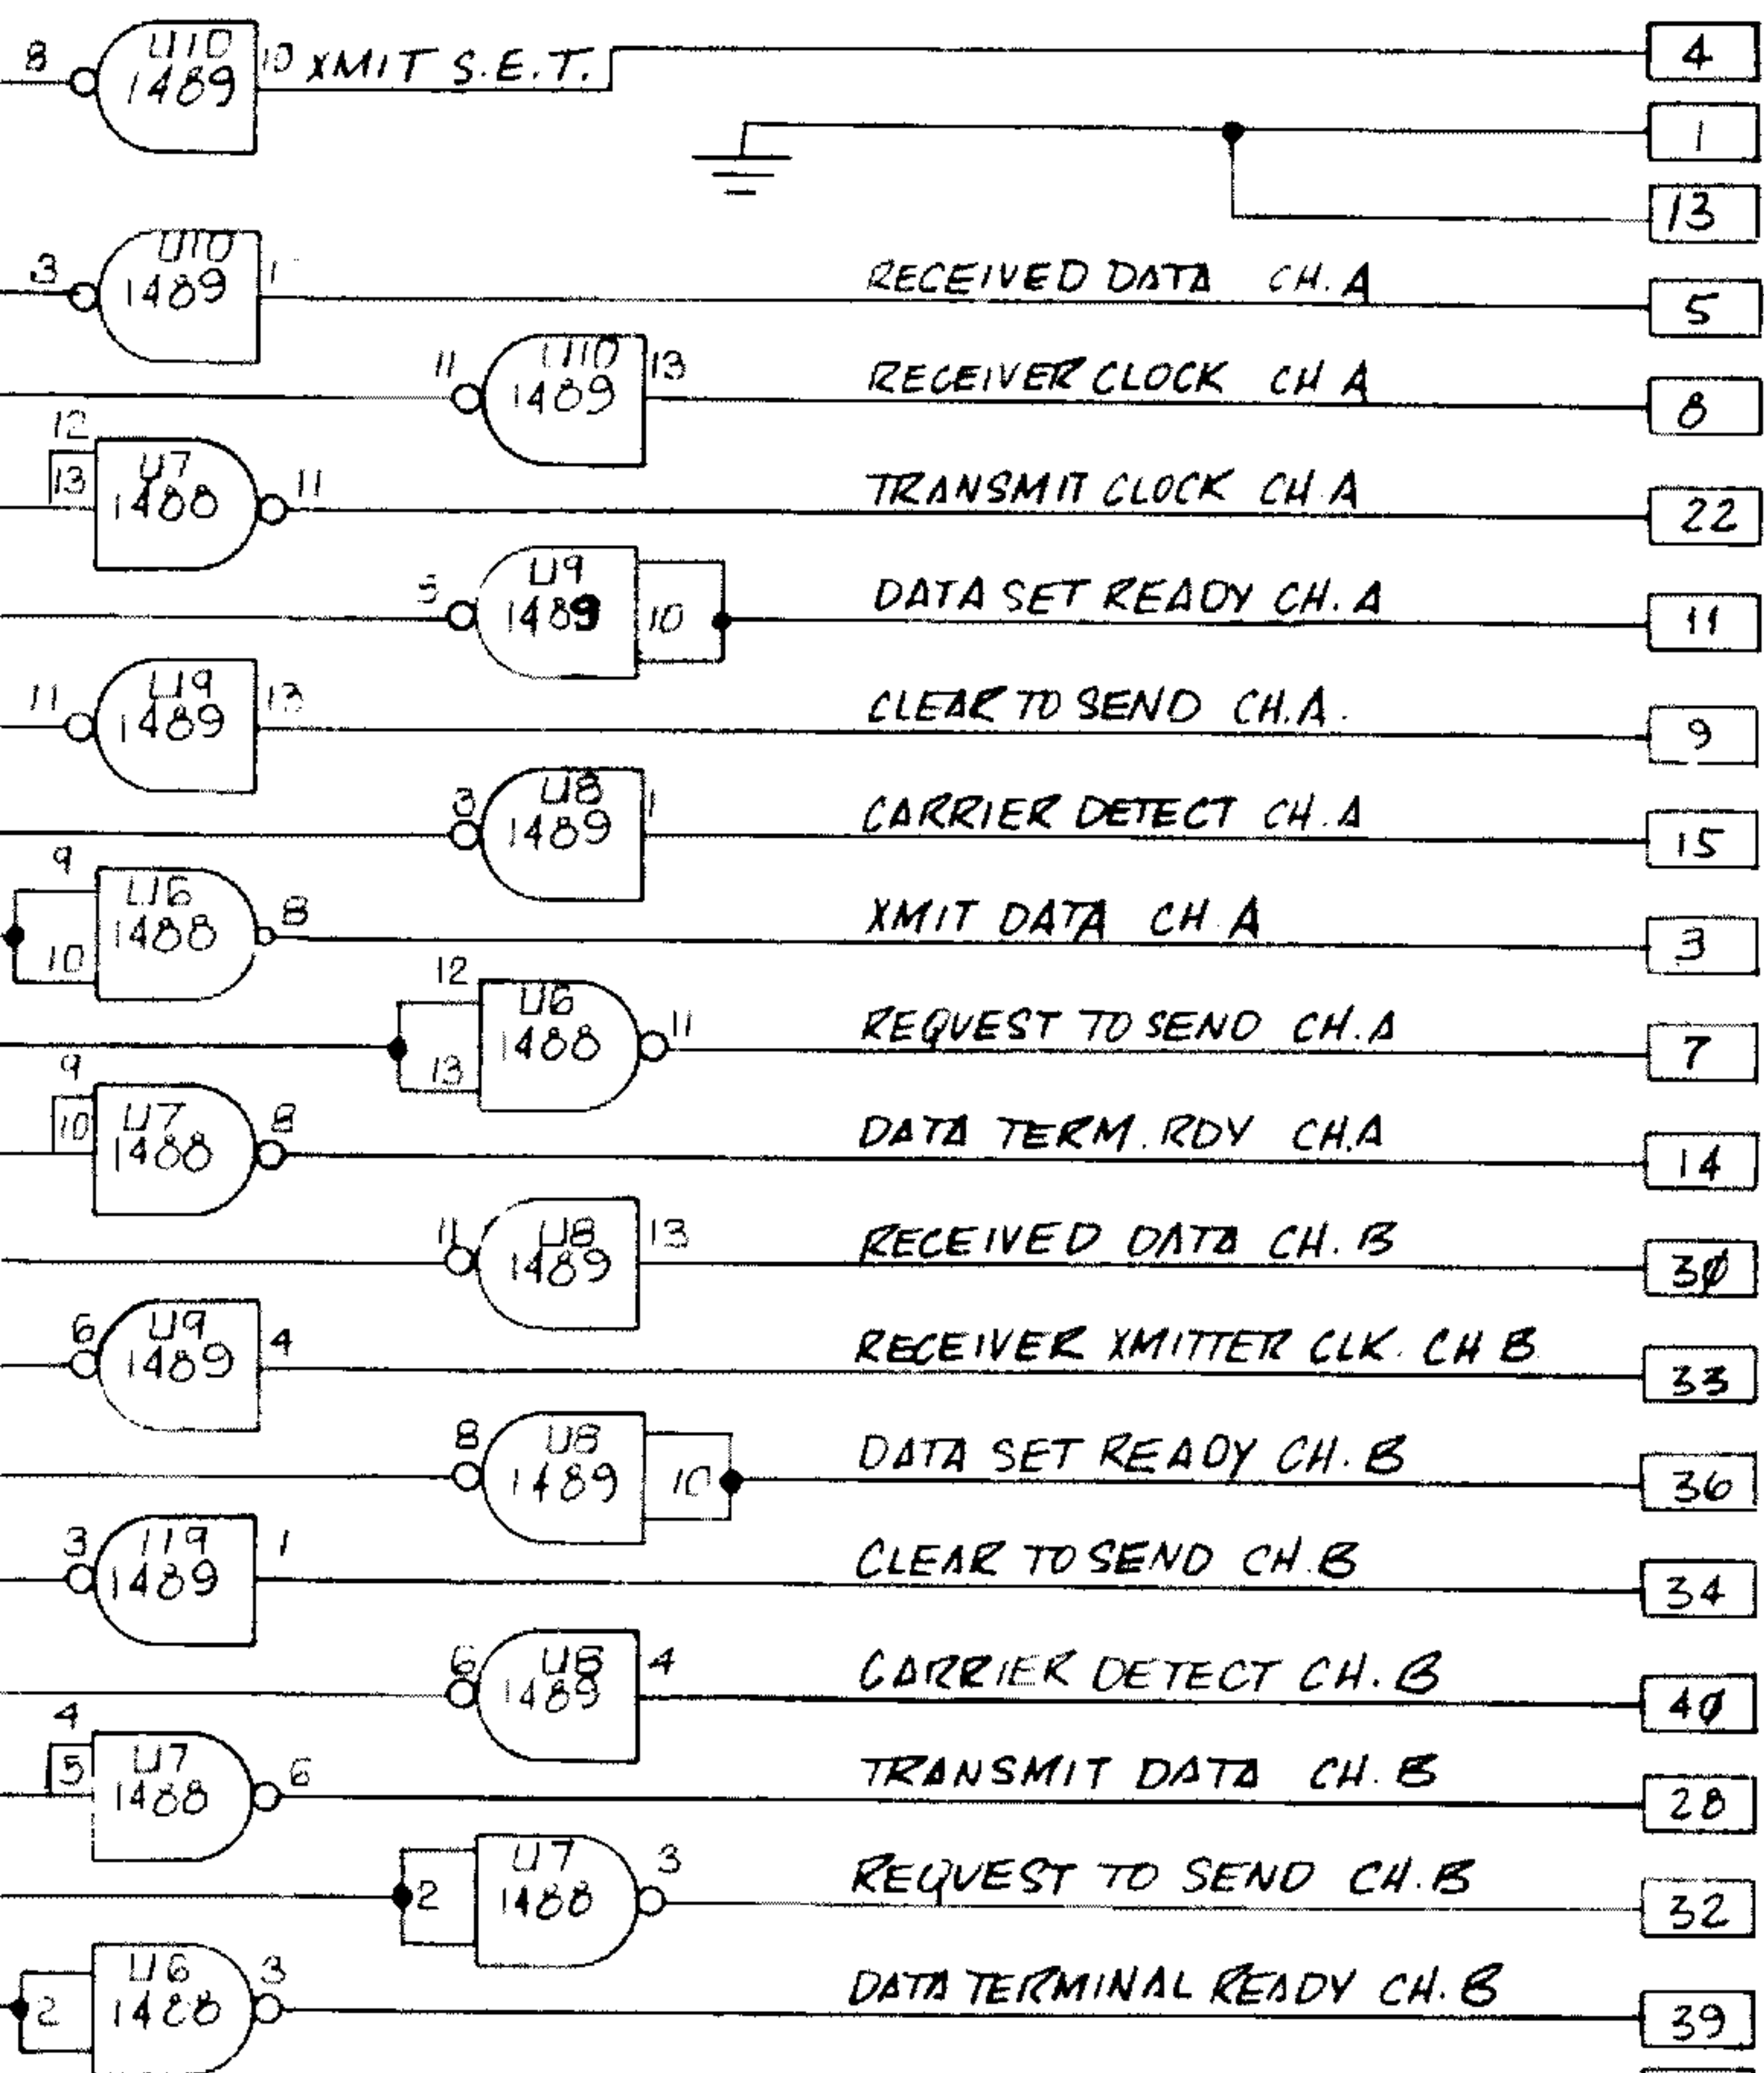 8 U10 1489 10 XMIT S.E.T. 4
1
13
3 U10 1489 1 RECEIVED DATA CH. A 5
11 U10 1489 13 RECEIVER CLOCK CH A 8
12 13 U7 1488 11 TRANSMIT CLOCK CH A 22
U9 1489 10 DATA SET READY CH. A 11
11 U9 1489 13 CLEAR TO SEND CH.A. 9
3 U8 1489 1 CARRIER DETECT CH.A 15
9 10 U6 1488 8 XMIT DATA CH A 3
12 13 U6 1488 11 REQUEST TO SEND CH.A 7
9 10 U7 1488 8 DATA TERM. RDY CH.A 14
11 U8 1489 13 RECEIVED DATA CH. B 30
6 U9 1489 4 RECEIVER XMITTER CLK. CH B 33
8 U8 1489 10 DATA SET READY CH. B 36
3 U9 1489 1 CLEAR TO SEND CH.B 34
6 U8 1489 4 CARRIER DETECT CH. B 40
4 5 U7 1488 6 TRANSMIT DATA CH. B 28
2 U7 1488 3 REQUEST TO SEND CH.B 32
2 U6 1488 3 DATA TERMINAL READY CH. B 39